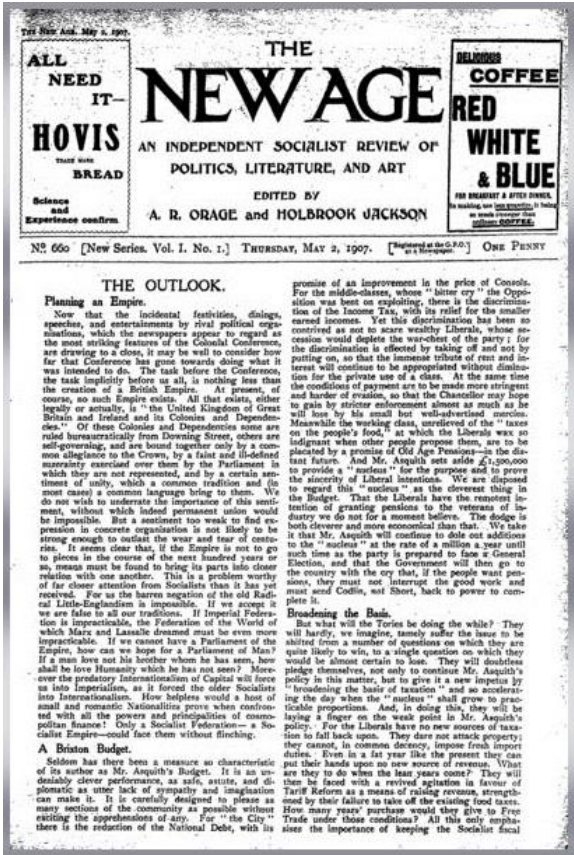 The New Age. May 2, 1907.
ALL
NEED
IT—
HOVIS
TRADE MARK
BREAD
Science
and
Experience confirm.
THE
NEW AGE
AN INDEPENDENT SOCIALIST REVIEW OF
POLITICS, LITERATURE, AND ART
EDITED BY
A. R. ORAGE and HOLBROOK JACKSON
DELICIOUS
COFFEE
RED
WHITE
& BLUE
FOR BREAKFAST & AFTER DINNER.
In making, use less quantity, it being
so much stronger than
ordinary COFFEE.
No. 660 [New Series. Vol. I. No. 1.] THURSDAY, MAY 2, 1907. [Registered at the G.P.O. as a Newspaper.] ONE PENNY
THE OUTLOOK.
Planning an Empire.
Now that the incidental festivities, dinings,
speeches, and entertainments by rival political orga-
nisations, which the newspapers appear to regard as
the most striking features of the Colonial Conference,
are drawing to a close, it may be well to consider how
far that Conference has gone towards doing what it
was intended to do. The task before the Conference,
the task implicitly before us all, is nothing less than
the creation of a British Empire. At present, of
course, no such Empire exists. All that exists, either
legally or actually, is "the United Kingdom of Great
Britain and Ireland and its Colonies and Dependen-
cies." Of these Colonies and Dependencies some are
ruled bureaucratically from Downing Street, others are
self-governing, and are bound together only by a com-
mon allegiance to the Crown, by a faint and ill-defined
suzerainty exercised over them by the Parliament in
which they are not represented, and by a certain sen-
timent of unity, which a common tradition and (in
most cases) a common language bring to them. We
do not wish to underrate the importance of this senti-
ment, without which indeed permanent union would
be impossible. But a sentiment too weak to find ex-
pression in concrete organisation is not likely to be
strong enough to outlast the wear and tear of centu-
ries. It seems clear that, if the Empire is not to go
to pieces in the course of the next hundred years or
so, means must be found to bring its parts into closer
relation with one another. This is a problem worthy
of far closer attention from Socialists than it has yet
received. For us the barren negation of the old Radi-
cal Little-Englandism is impossible. If we accept it
we are false to all our traditions. If Imperial Federa-
tion is impracticable, the Federation of the World of
which Marx and Lassalle dreamed must be even more
impracticable. If we cannot have a Parliament of the
Empire, how can we hope for a Parliament of Man?
If a man love not his brother whom he has seen, how
shall he love Humanity which he has not seen? More-
over the predatory Internationalism of Capital will force
us into Imperialism, as it forced the older Socialists
into Internationalism. How helpless would a host of
small and romantic Nationalities prove when confron-
ted with all the powers and principalities of cosmo-
politan finance! Only a Socialist Federation—a So-
cialist Empire—could face them without flinching.
A Brixton Budget.
Seldom has there been a measure so characteristic
of its author as Mr. Asquith's Budget. It is an un-
deniably clever performance, as safe, astute, and di-
plomatic as utter lack of sympathy and imagination
can make it. It is carefully designed to please as
many sections of the community as possible without
exciting the apprehensions of any. For "the City"
there is the reduction of the National Debt, with its
promise of an improvement in the price of Consols.
For the middle-classes, whose "bitter cry" the Oppo-
sition was bent on exploiting, there is the discrimina-
tion of the Income Tax, with its relief for the smaller
earned incomes. Yet this discrimination has been so
contrived as not to scare wealthy Liberals, whose se-
cession would deplete the war-chest of the party; for
the discrimination is effected by taking off and not by
putting on, so that the immense tribute of rent and in-
terest will continue to be appropriated without diminu-
tion for the private use of a class. At the same time
the conditions of payment are to be made more stringent
and harder of evasion, so that the Chancellor may hope
to gain by stricter enforcement almost as much as he
will lose by his small but well-advertised mercies.
Meanwhile the working class, unrelieved of the "taxes
on the people's food," at which the Liberals wax so
indignant when other people propose them, are to be
placated by a promise of Old Age Pensions—in the dis-
tant future. And Mr. Asquith sets aside £1,500,000
to provide a "nucleus" for the purpose and to prove
the sincerity of Liberal intentions. We are disposed
to regard this "nucleus" as the cleverest thing in
the Budget. That the Liberals have the remotest in-
tention of granting pensions to the veterans of in-
dustry we do not for a moment believe. The dodge is
both cleverer and more economical than that. We take
it that Mr. Asquith will continue to dole out additions
to the "nucleus" at the rate of a million a year until
such time as the party is prepared to face a General
Election, and that the Government will then go to
the country with the cry that, if the people want pen-
sions, they must not interrupt the good work and
must send Codlin, not Short, back to power to com-
plete it.
Broadening the Basis.
But what will the Tories be doing the while? They
will hardly, we imagine, tamely suffer the issue to be
shifted from a number of questions on which they are
quite likely to win, to a single question on which they
would be almost certain to lose. They will doubtless
pledge themselves, not only to continue Mr. Asquith's
policy in this matter, but to give it a new impetus by
"broadening the basis of taxation" and so accelerat-
ing the day when the "nucleus" shall grow to prac-
ticable proportions. And, in doing this, they will be
laying a finger on the weak point in Mr. Asquith's
policy. For the Liberals have no new sources of taxa-
tion to fall back upon. They dare not attack property;
they cannot, in common decency, impose fresh import
duties. Even in a fat year like the present they can
put their hands upon no new source of revenue. What
are they to do when the lean years come? They will
then be faced with a revived agitation in favour of
Tariff Reform as a means of raising revenue, strength-
ened by their failure to take off the existing food taxes.
How many years' purchase would they give to Free
Trade under those conditions? All this only empha-
sises the importance of keeping the Socialist fiscal